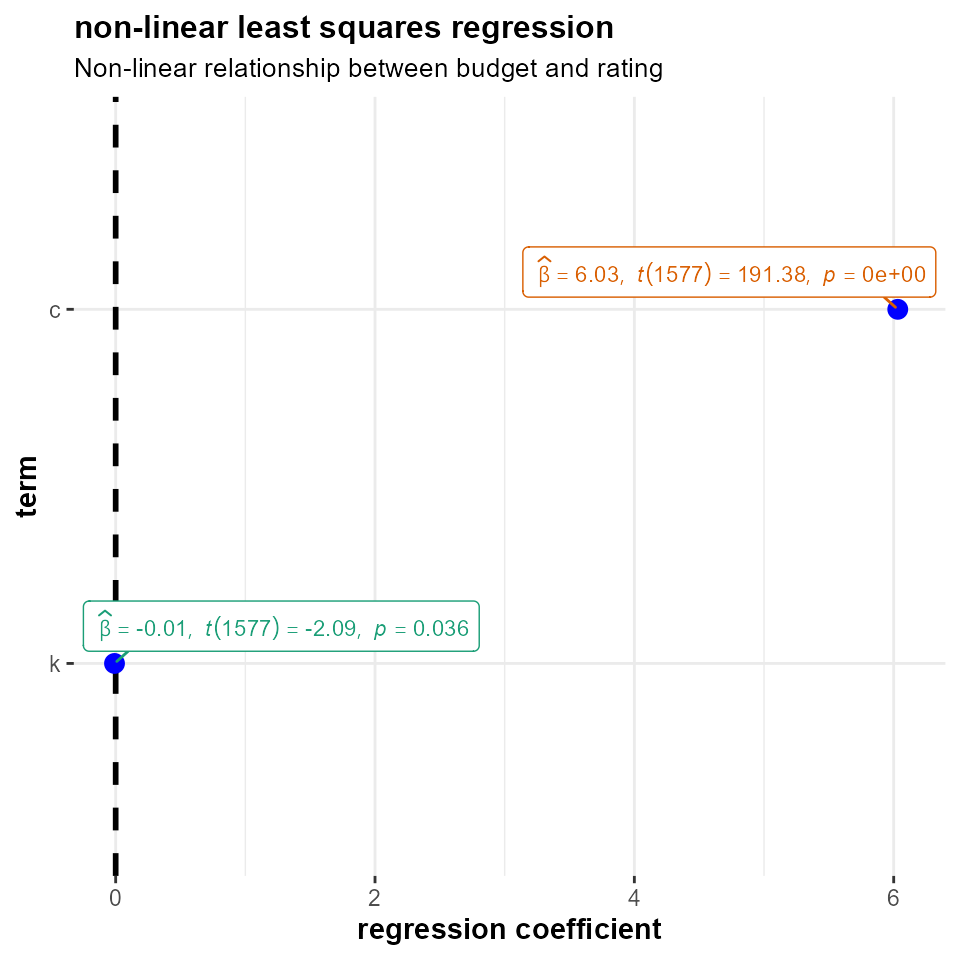 non-linear least squares regression
Non-linear relationship between budget and rating
term
c
β̂ = 6.03, t(1577) = 191.38, p = 0e+00
k
β̂ = -0.01, t(1577) = -2.09, p = 0.036
0 2 4 6
regression coefficient